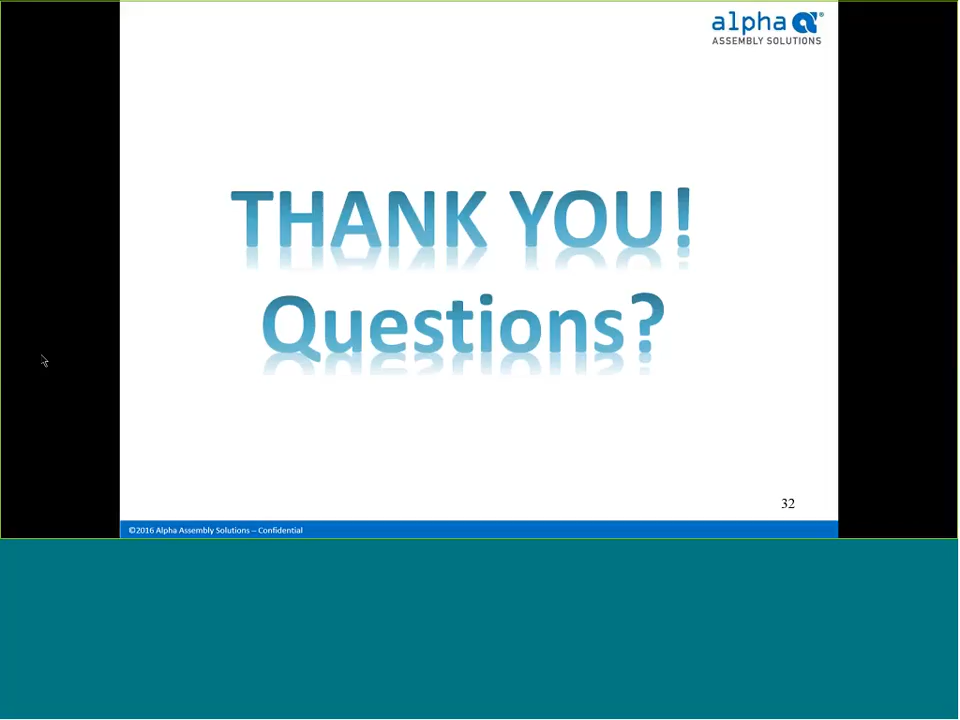 alpha a®
ASSEMBLY SOLUTIONS
THANK YOU!
Questions?
32
©2016 Alpha Assembly Solutions – Confidential